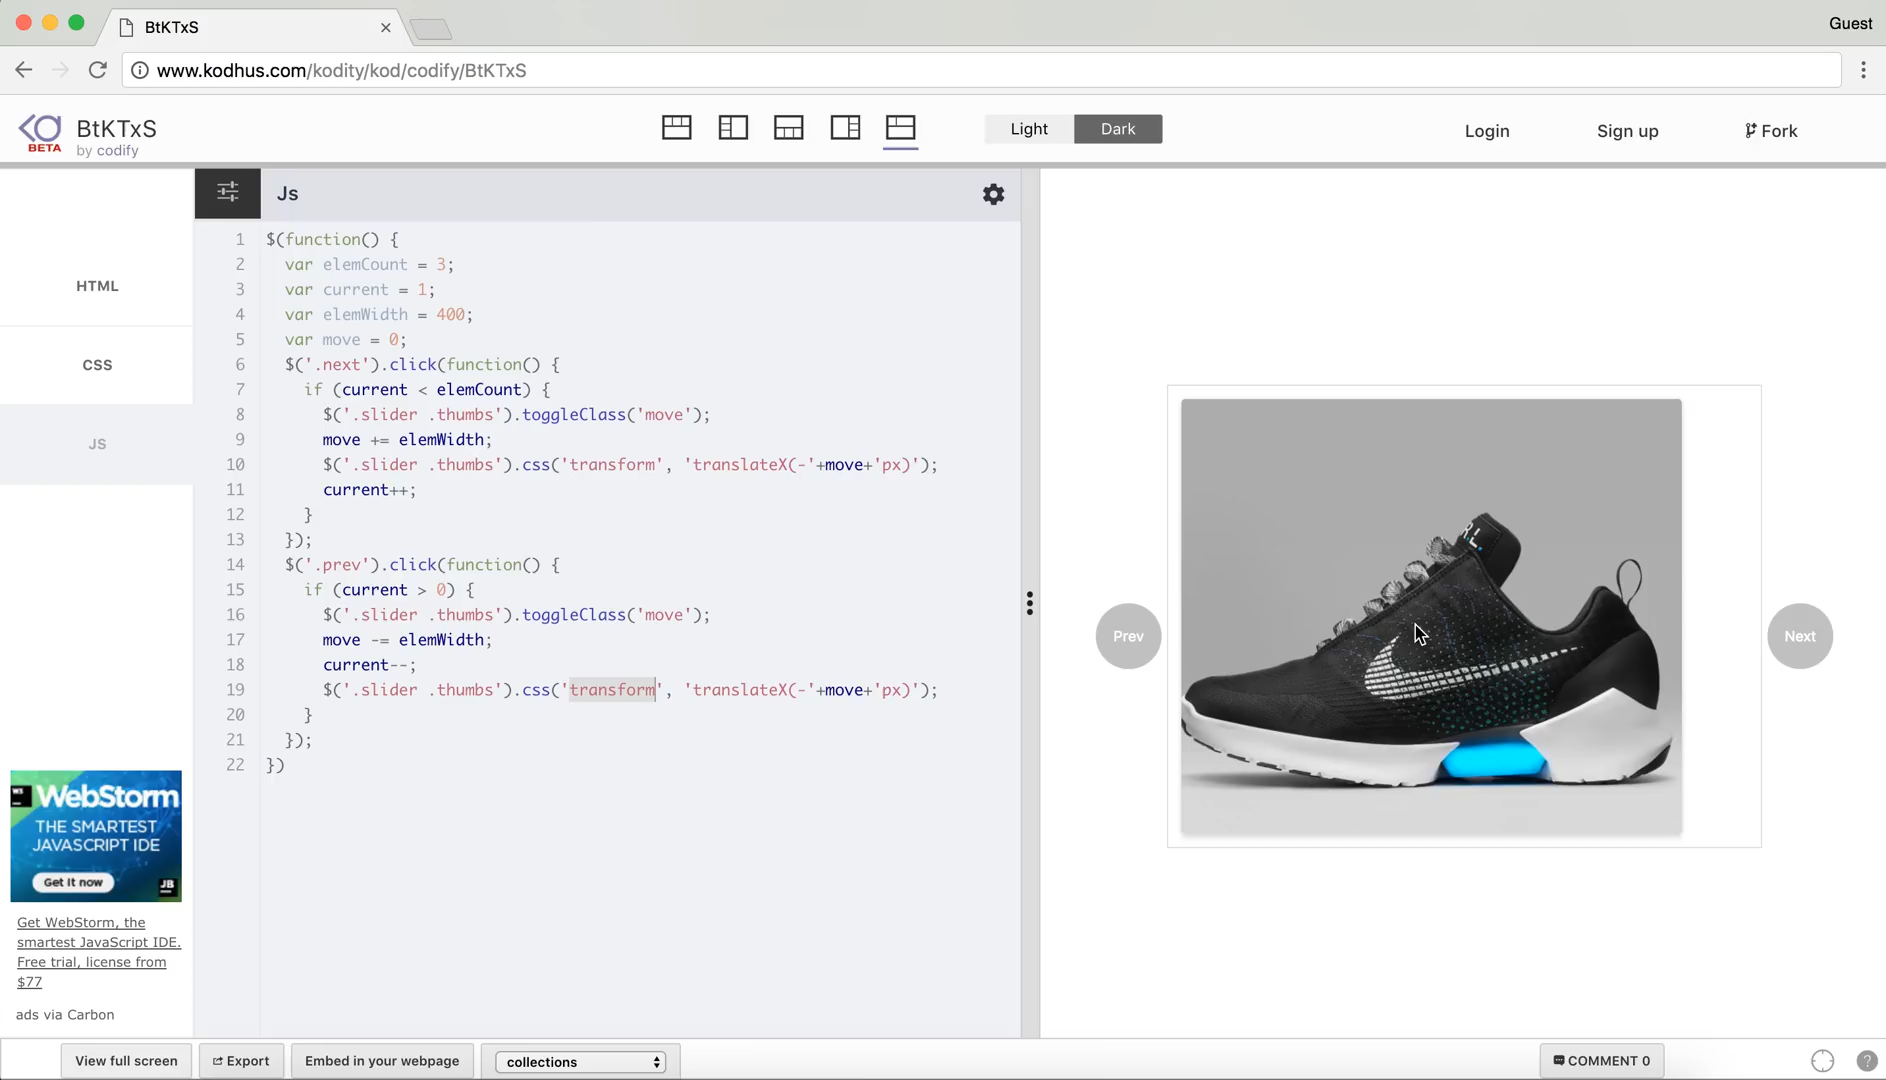 BtKTxS
Guest
www.kodhus.com/kodity/kod/codify/BtKTxS
BETA
BtKTxS
by codify
Light
Dark
Login
Sign up
Fork
HTML
CSS
JS
Js
1 $(function() {
2 var elemCount = 3;
3 var current = 1;
4 var elemWidth = 400;
5 var move = 0;
6 $('.next').click(function() {
7 if (current < elemCount) {
8 $('.slider .thumbs').toggleClass('move');
9 move += elemWidth;
10 $('.slider .thumbs').css('transform', 'translateX(-'+move+'px)');
11 current++;
12 }
13 });
14 $('.prev').click(function() {
15 if (current > 0) {
16 $('.slider .thumbs').toggleClass('move');
17 move -= elemWidth;
18 current--;
19 $('.slider .thumbs').css('transform', 'translateX(-'+move+'px)');
20 }
21 });
22 })
Prev
Next
WS WebStorm
THE SMARTEST
JAVASCRIPT IDE
Get it now
JB
Get WebStorm, the
smartest JavaScript IDE.
Free trial, license from
$77
ads via Carbon
View full screen
Export
Embed in your webpage
collections
COMMENT 0
?